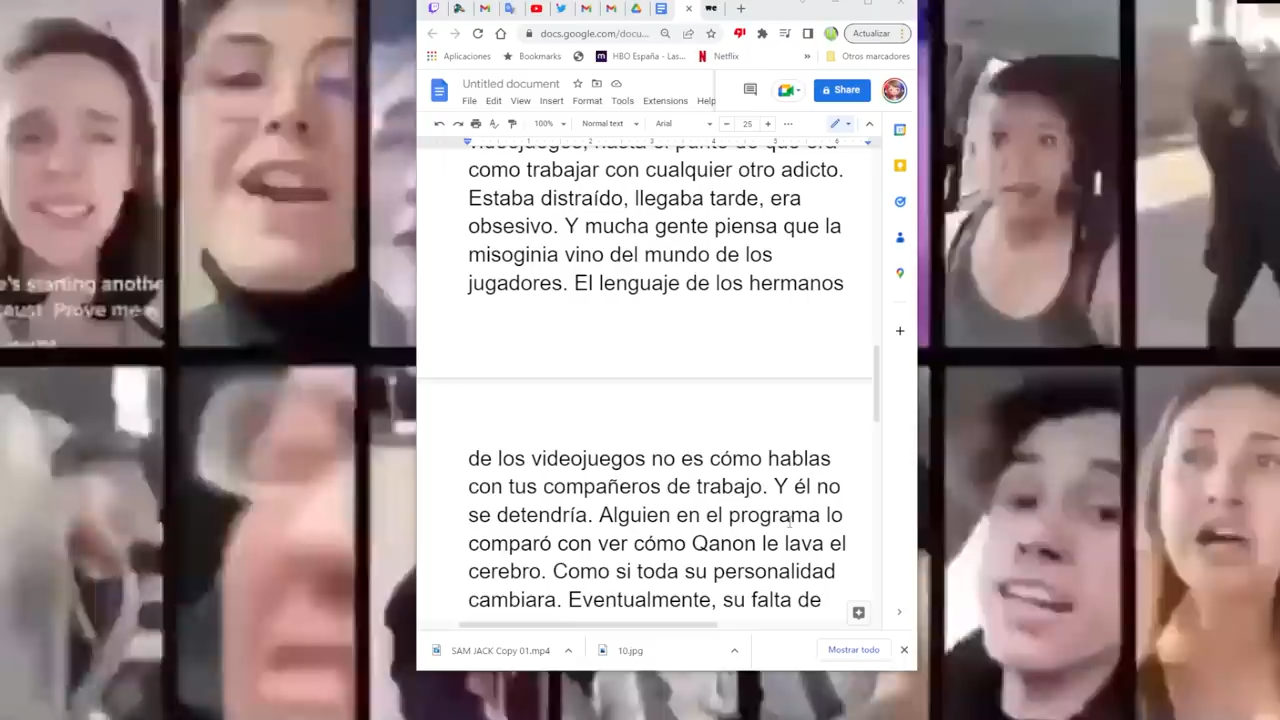 docs.google.com/docu...
Actualizar
Aplicaciones
Bookmarks
HBO España - Las...
Netflix
»
Otros marcadores
Untitled document
File Edit View Insert Format Tools Extensions Help
Share
100% Normal text Arial 25
como trabajar con cualquier otro adicto.
Estaba distraído, llegaba tarde, era
obsesivo. Y mucha gente piensa que la
misoginia vino del mundo de los
jugadores. El lenguaje de los hermanos
de los videojuegos no es cómo hablas
con tus compañeros de trabajo. Y él no
se detendría. Alguien en el programa lo
comparó con ver cómo Qanon le lava el
cerebro. Como si toda su personalidad
cambiara. Eventualmente, su falta de
SAM JACK Copy 01.mp4
10.jpg
Mostrar todo
's starting anoth
Prove me